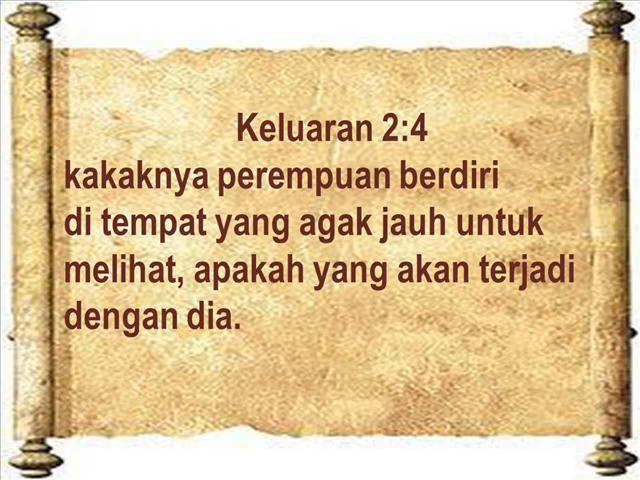 Keluaran 2:4
kakaknya perempuan berdiri
di tempat yang agak jauh untuk
melihat, apakah yang akan terjadi
dengan dia.